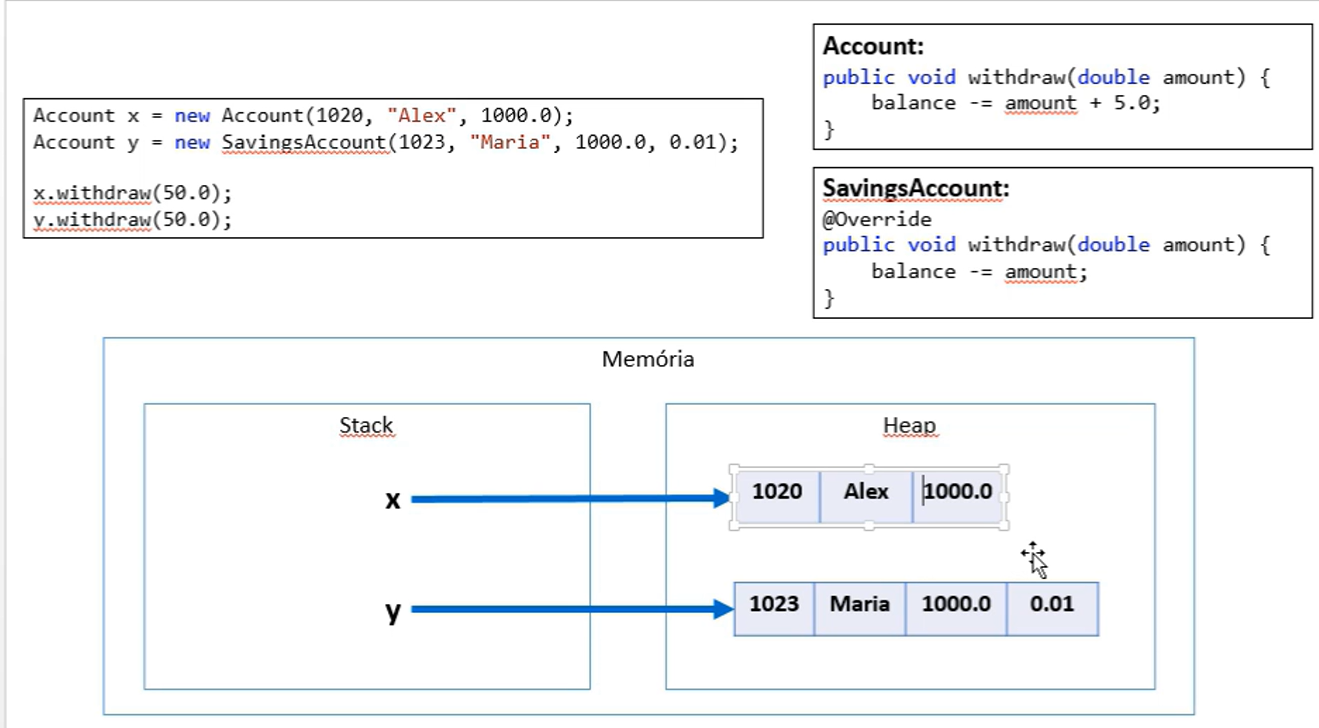 Account x = new Account(1020, "Alex", 1000.0);
Account y = new SavingsAccount(1023, "Maria", 1000.0, 0.01);
x.withdraw(50.0);
y.withdraw(50.0);
Account:
public void withdraw(double amount) {
balance -= amount + 5.0;
}
SavingsAccount:
@Override
public void withdraw(double amount) {
balance -= amount;
}
Memória
Stack
Heap
x
1020 Alex 1000.0
y
1023 Maria 1000.0 0.01